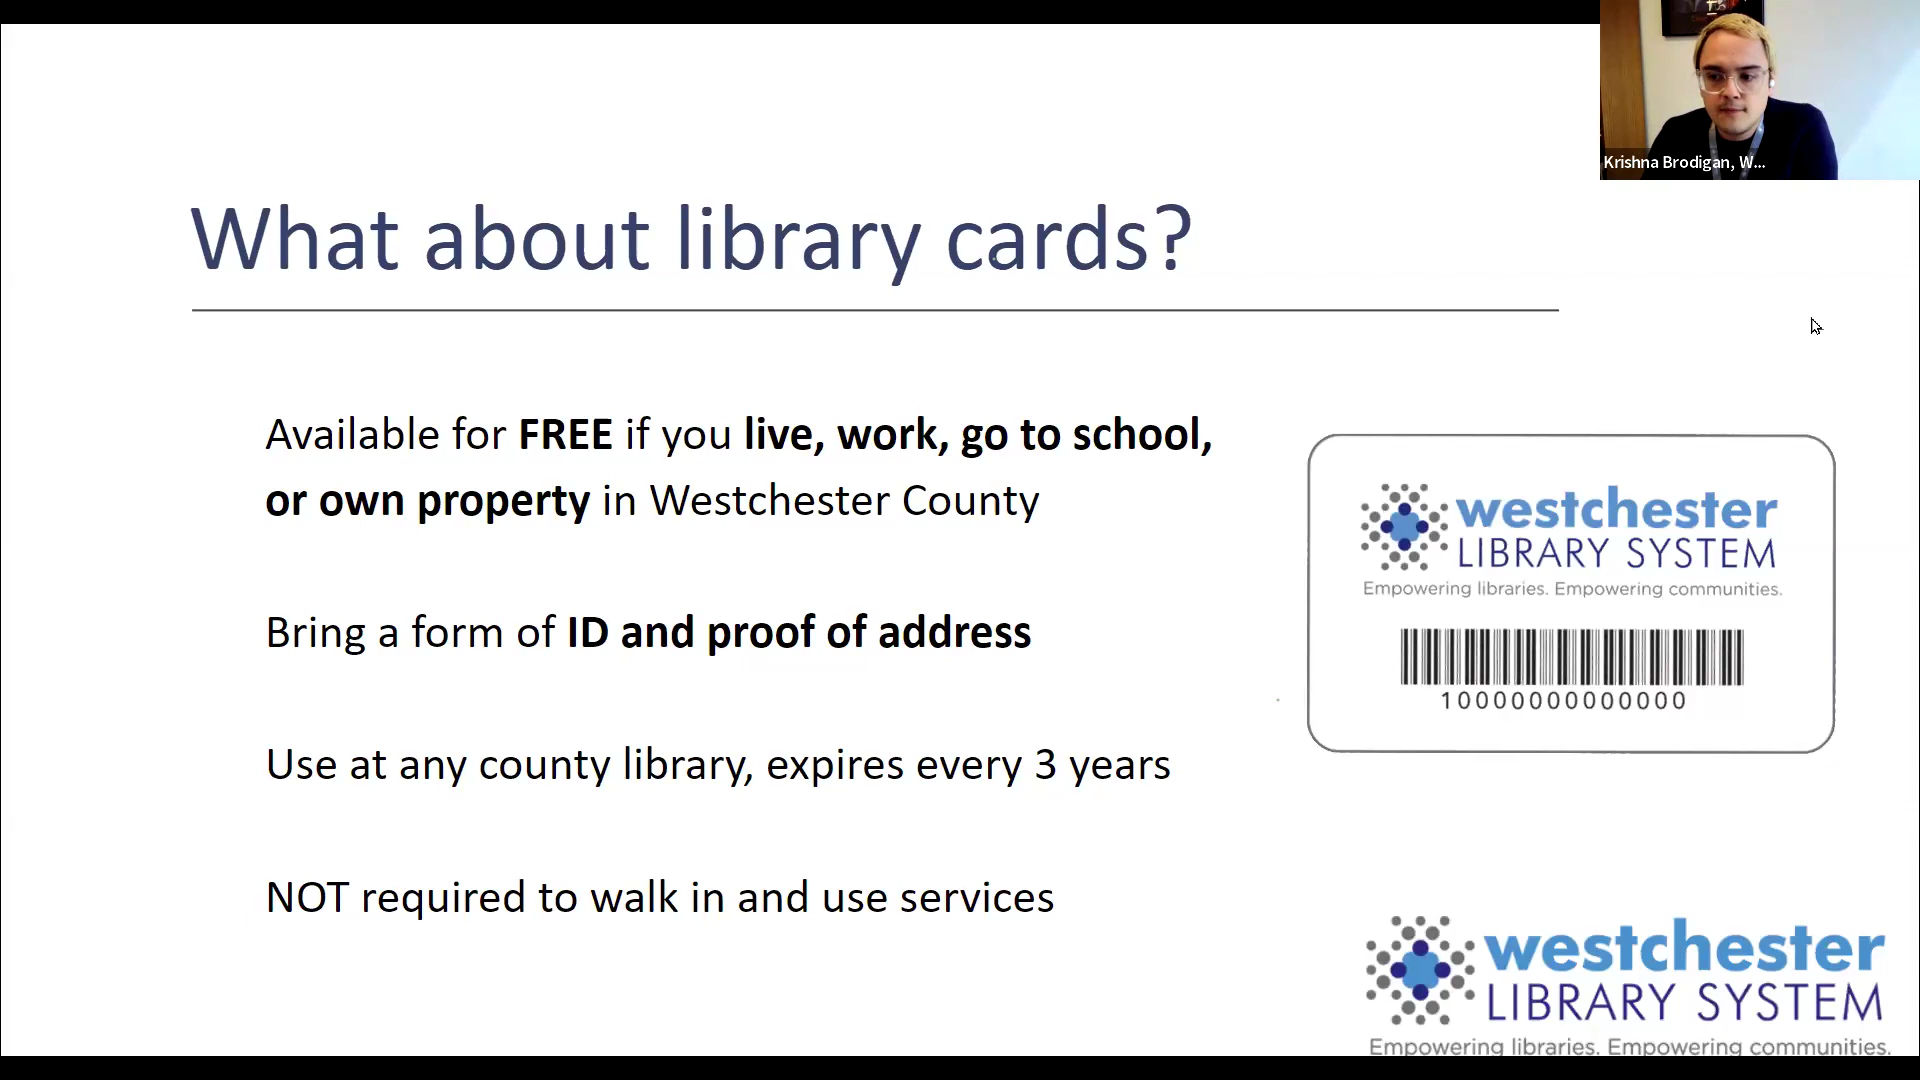 Krishna Brodigan, W...
What about library cards?
Available for FREE if you live, work, go to school,
or own property in Westchester County
Bring a form of ID and proof of address
Use at any county library, expires every 3 years
NOT required to walk in and use services
westchester
LIBRARY SYSTEM
Empowering libraries. Empowering communities.
100000000000000
westchester
LIBRARY SYSTEM
Empowering libraries. Empowering communities.